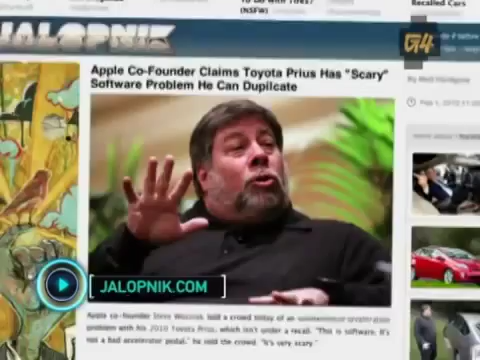 (NSFW)
Recalled Cars
JALOPNIK
G4
Apple Co-Founder Claims Toyota Prius Has "Scary"
Software Problem He Can Duplicate
JALOPNIK.COM
Apple co-founder Steve Wozniak told a crowd today of an
problem with his 2010 Toyota Prius, which isn't under a recall. "This is software. It's
not a bad accelerator pedal," he said the crowd. "It's very scary."